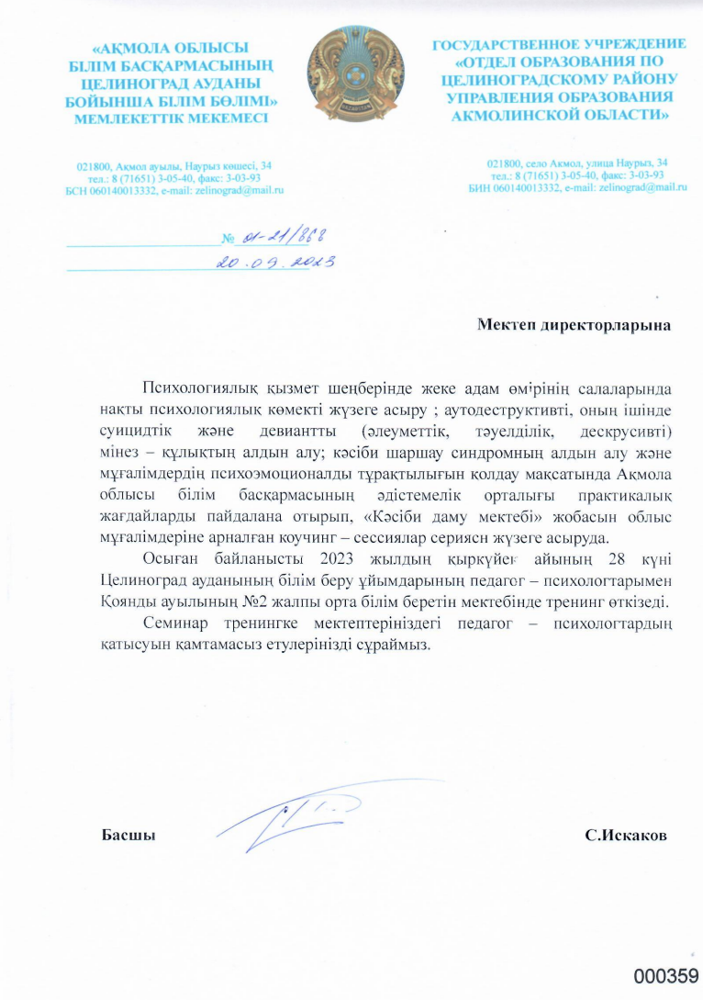 «АҚМОЛА ОБЛЫСЫ
БІЛІМ БАСҚАРМАСЫНЫҢ
ЦЕЛИНОГРАД АУДАНЫ
БОЙЫНША БІЛІМ БӨЛІМІ»
МЕМЛЕКЕТТІК МЕКЕМЕСІ
021800, Ақмол ауылы, Наурыз көшесі, 34
тел.: 8 (71651) 3-05-40, факс: 3-03-93
БСН 060140013332, e-mail: zelinograd@mail.ru
KAZAKHSTAN
ГОСУДАРСТВЕННОЕ УЧРЕЖДЕНИЕ
«ОТДЕЛ ОБРАЗОВАНИЯ ПО
ЦЕЛИНОГРАДСКОМУ РАЙОНУ
УПРАВЛЕНИЯ ОБРАЗОВАНИЯ
АКМОЛИНСКОЙ ОБЛАСТИ»
021800, село Акмол, улица Наурыз, 34
тел.: 8 (71651) 3-05-40, факс: 3-03-93
БИН 060140013332, e-mail: zelinograd@mail.ru
№ 01-21/868
20.09.2023
Мектеп директорларына
Психологиялық қызмет шеңберінде жеке адам өмірінің салаларында
нақты психологиялық көмекті жүзеге асыру ; аутодеструктивті, оның ішінде
суицидтік және девиантты (әлеуметтік, тәуелділік, дескрусивті)
мінез – құлықтың алдын алу; кәсіби шаршау синдромның алдын алу және
мұғалімдердің психоэмоционалды тұрақтылығын қолдау мақсатында Ақмола
облысы білім басқармасының әдістемелік орталығы практикалық
жағдайларды пайдалана отырып, «Кәсіби даму мектебі» жобасын облыс
мұғалімдеріне арналған коучинг – сессиялар сериясн жүзеге асыруда.
Осыған байланысты 2023 жылдың қыркүйек айының 28 күні
Целиноград ауданының білім беру ұйымдарының педагог – психологтарымен
Қоянды ауылының №2 жалпы орта білім беретін мектебінде тренинг өткізеді.
Семинар тренингке мектептерініздегі педагог – психологтардың
қатысуын қамтамасыз етулерінізді сұраймыз.
Басшы
С.Искаков
000359